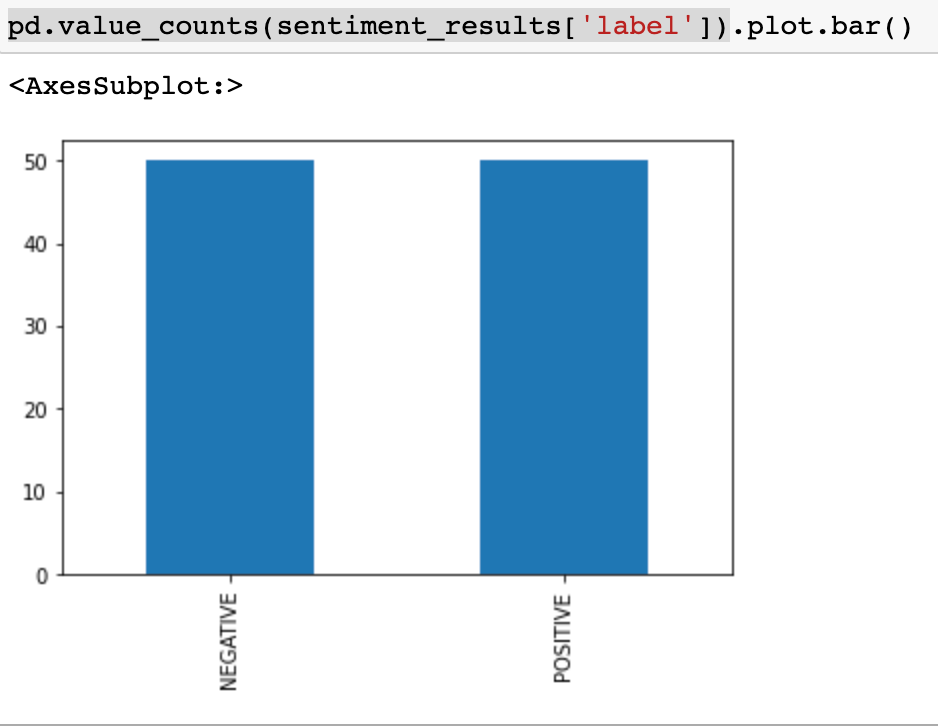 pd.value_counts(sentiment_results['label']).plot.bar()
<AxesSubplot:>
50
40
30
20
10
0
NEGATIVE
POSITIVE